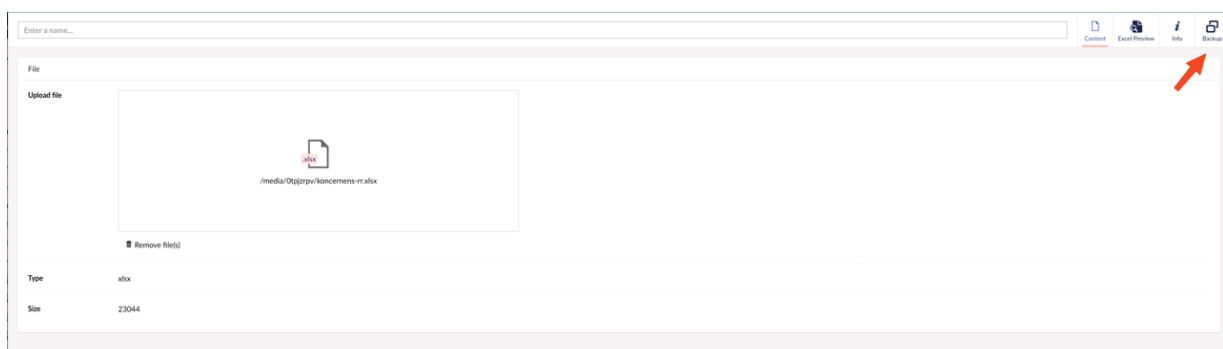 Enter a name...
Content Excel Preview Info Backup
File
Upload file
.xlsx
/media/0tpjzrpv/koncernens-rr.xlsx
Remove file(s)
Type xlsx
Size 23044